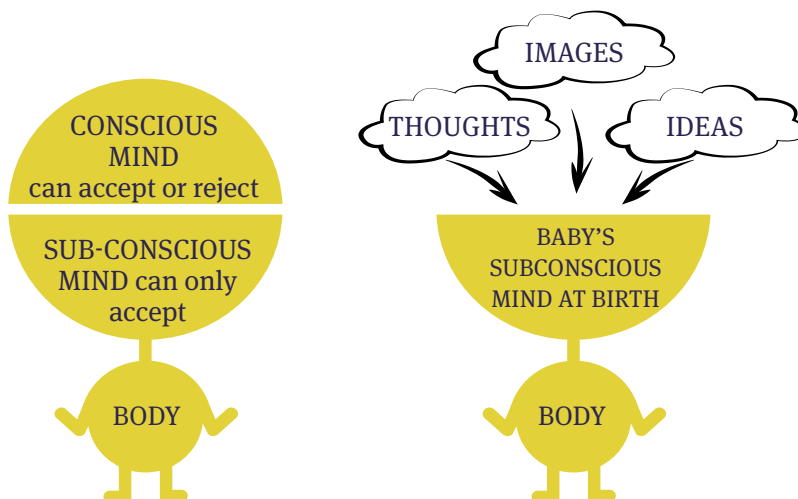 CONSCIOUS
MIND
can accept or reject
SUB-CONSCIOUS
MIND can only
accept
BODY
IMAGES
THOUGHTS
IDEAS
BABY’S
SUBCONSCIOUS
MIND AT BIRTH
BODY